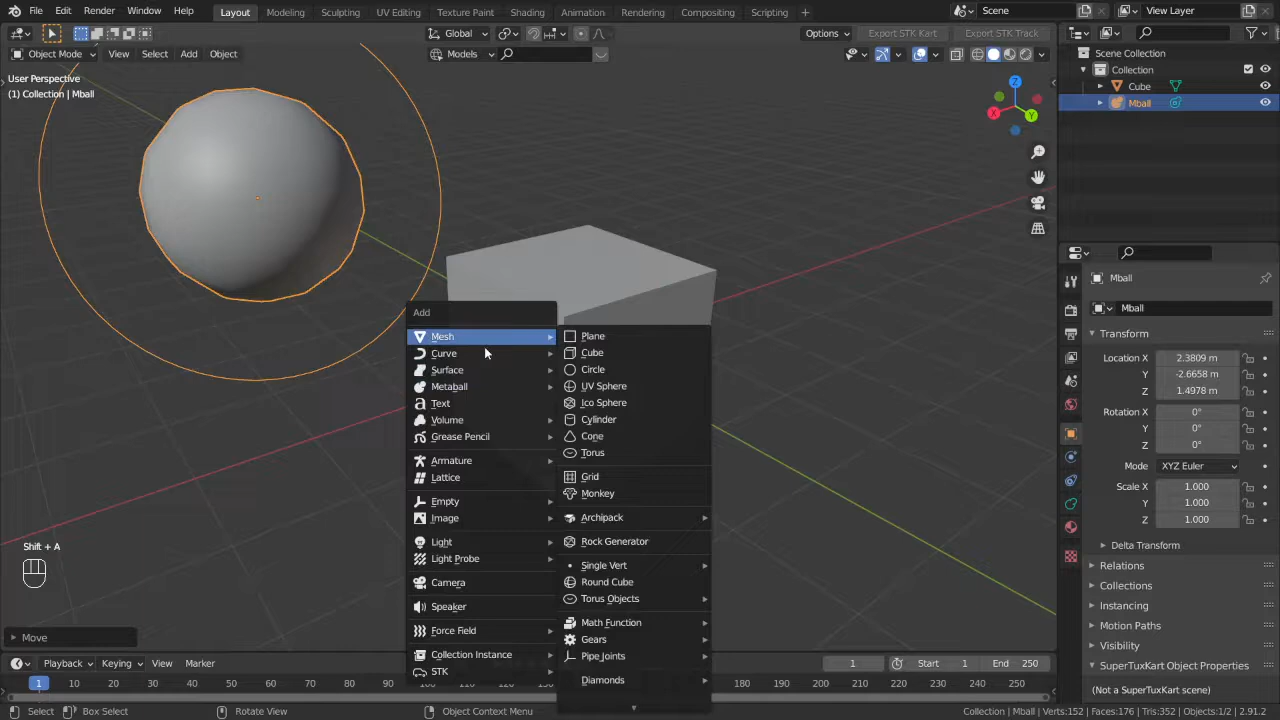 File Edit Render Window Help Layout Modeling Sculpting UV Editing Texture Paint Shading Animation Rendering Compositing Scripting + Scene View Layer
Global Options Export STK Kart Export STK Track
Object Mode View Select Add Object Models
User Perspective
(1) Collection | Mball
Z
X
Y
Scene Collection
Collection
Cube
Mball
Add
Mesh
Curve
Surface
Metaball
Text
Volume
Grease Pencil
Armature
Lattice
Empty
Image
Light
Light Probe
Camera
Speaker
Force Field
Collection Instance
STK
Plane
Cube
Circle
UV Sphere
Ico Sphere
Cylinder
Cone
Torus
Grid
Monkey
Archipack
Rock Generator
Single Vert
Round Cube
Torus Objects
Math Function
Gears
Pipe Joints
Diamonds
Shift + A
Move
Mball
Mball
Transform
Location X 2.3809 m
Y -2.6658 m
Z 1.4978 m
Rotation X 0°
Y 0°
Z 0°
Mode XYZ Euler
Scale X 1.000
Y 1.000
Z 1.000
Delta Transform
Relations
Collections
Instancing
Motion Paths
Visibility
SuperTuxKart Object Properties
(Not a SuperTuxKart scene)
Playback Keying View Marker 1 Start 1 End 250
1 10 20 30 40 50 60 70 80 90 100 110 120 130 180 190 200 210 220 230 240 250
Select Box Select Rotate View Object Context Menu Collection | Mball | Verts:152 | Faces:176 | Tris:352 | Objects:1/2 | 2.91.2